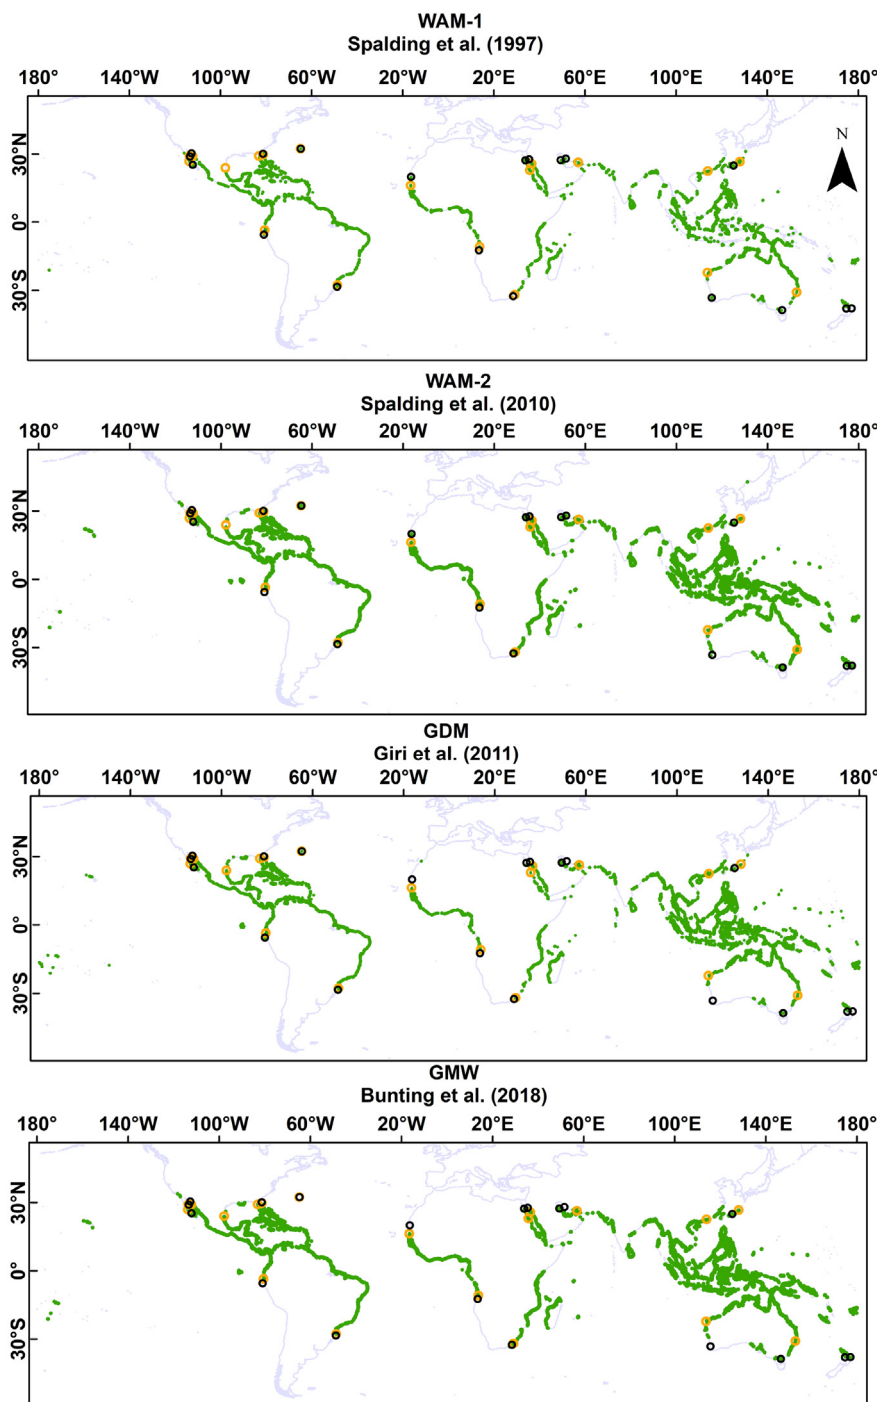 WAM-1
Spalding et al. (1997)
180° 140°W 100°W 60°W 20°W 20°E 60°E 100°E 140°E 180°
30°N
0°
30°S
N
WAM-2
Spalding et al. (2010)
180° 140°W 100°W 60°W 20°W 20°E 60°E 100°E 140°E 180°
30°N
0°
30°S
GDM
Giri et al. (2011)
180° 140°W 100°W 60°W 20°W 20°E 60°E 100°E 140°E 180°
30°N
0°
30°S
GMW
Bunting et al. (2018)
180° 140°W 100°W 60°W 20°W 20°E 60°E 100°E 140°E 180°
30°N
0°
30°S